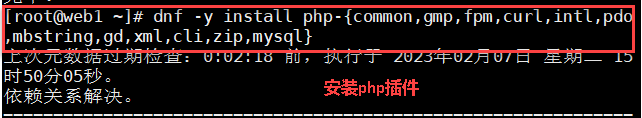 [root@web1 ~]# dnf -y install php-{common,gmp,fpm,curl,intl,pdo
,mbstring,gd,xml,cli,zip,mysql}
上次元数据过期检查：0:02:18 前，执行于 2023年02月07日 星期二 15
时50分05秒。
安装php插件
依赖关系解决。